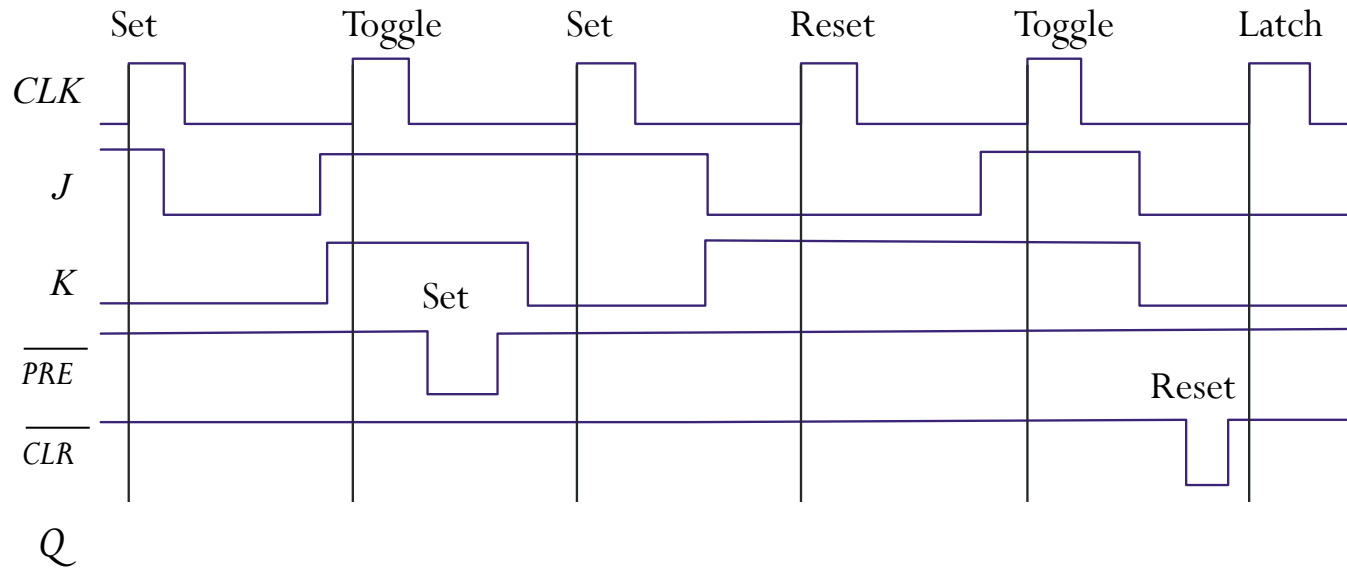 Set Toggle Set Reset Toggle Latch
CLK
J
K
Set
PRE
Reset
CLR
Q